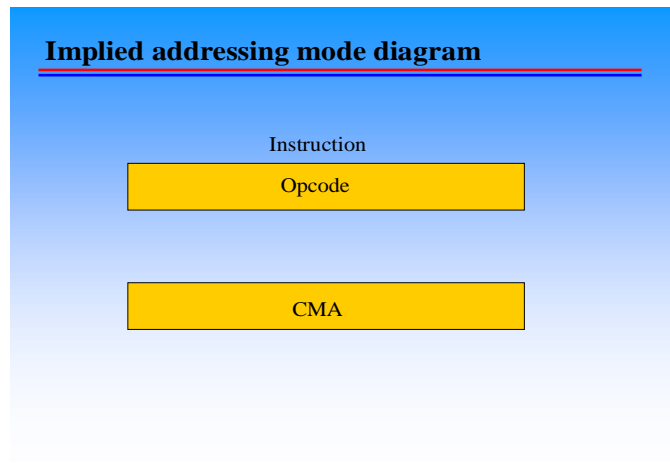 Implied addressing mode diagram
Instruction
Opcode
CMA